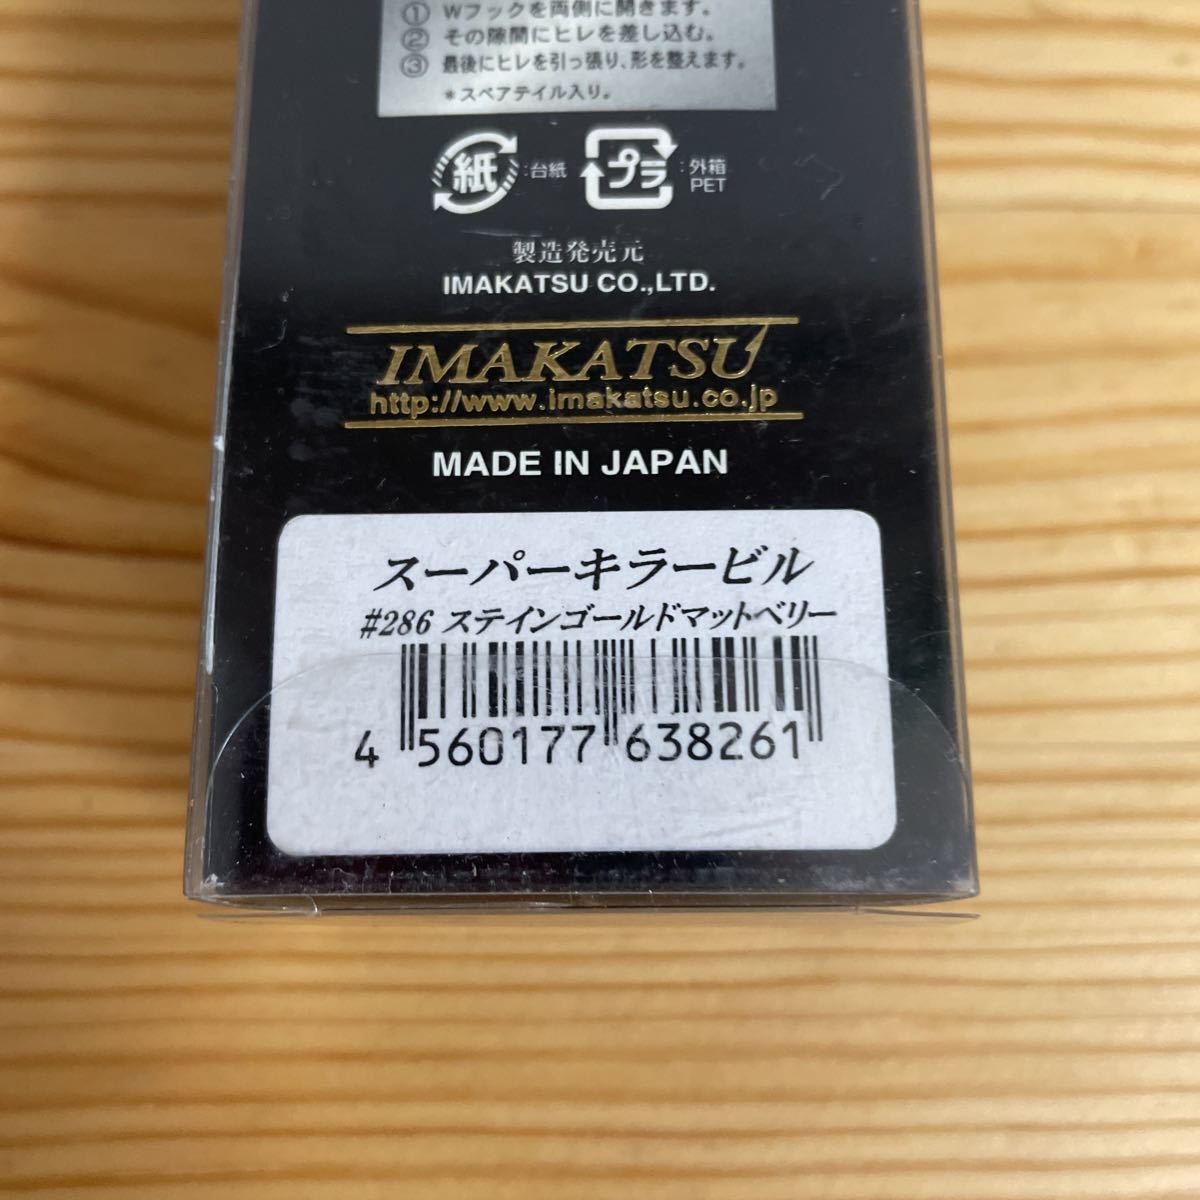 ① Wフックを両側に開きます。
② その隙間にヒレを差し込む。
③ 最後にヒレを引っ張り、形を整えます。
*スペアテイル入り。
紙 :台紙
プラ :外箱
PET
製造発売元
IMAKATSU CO.,LTD.
IMAKATSU
http://www.imakatsu.co.jp
MADE IN JAPAN
スーパーキラービル
#286 ステインゴールドマットベリー
4 560177 638261